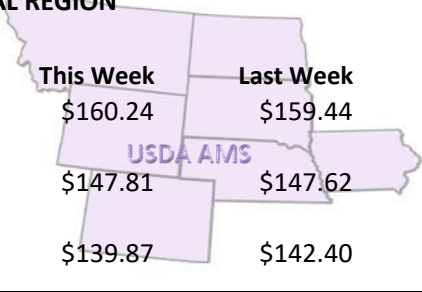 AL REGION
This Week Last Week
$160.24 $159.44
USDA AMS
$147.81 $147.62
$139.87 $142.40